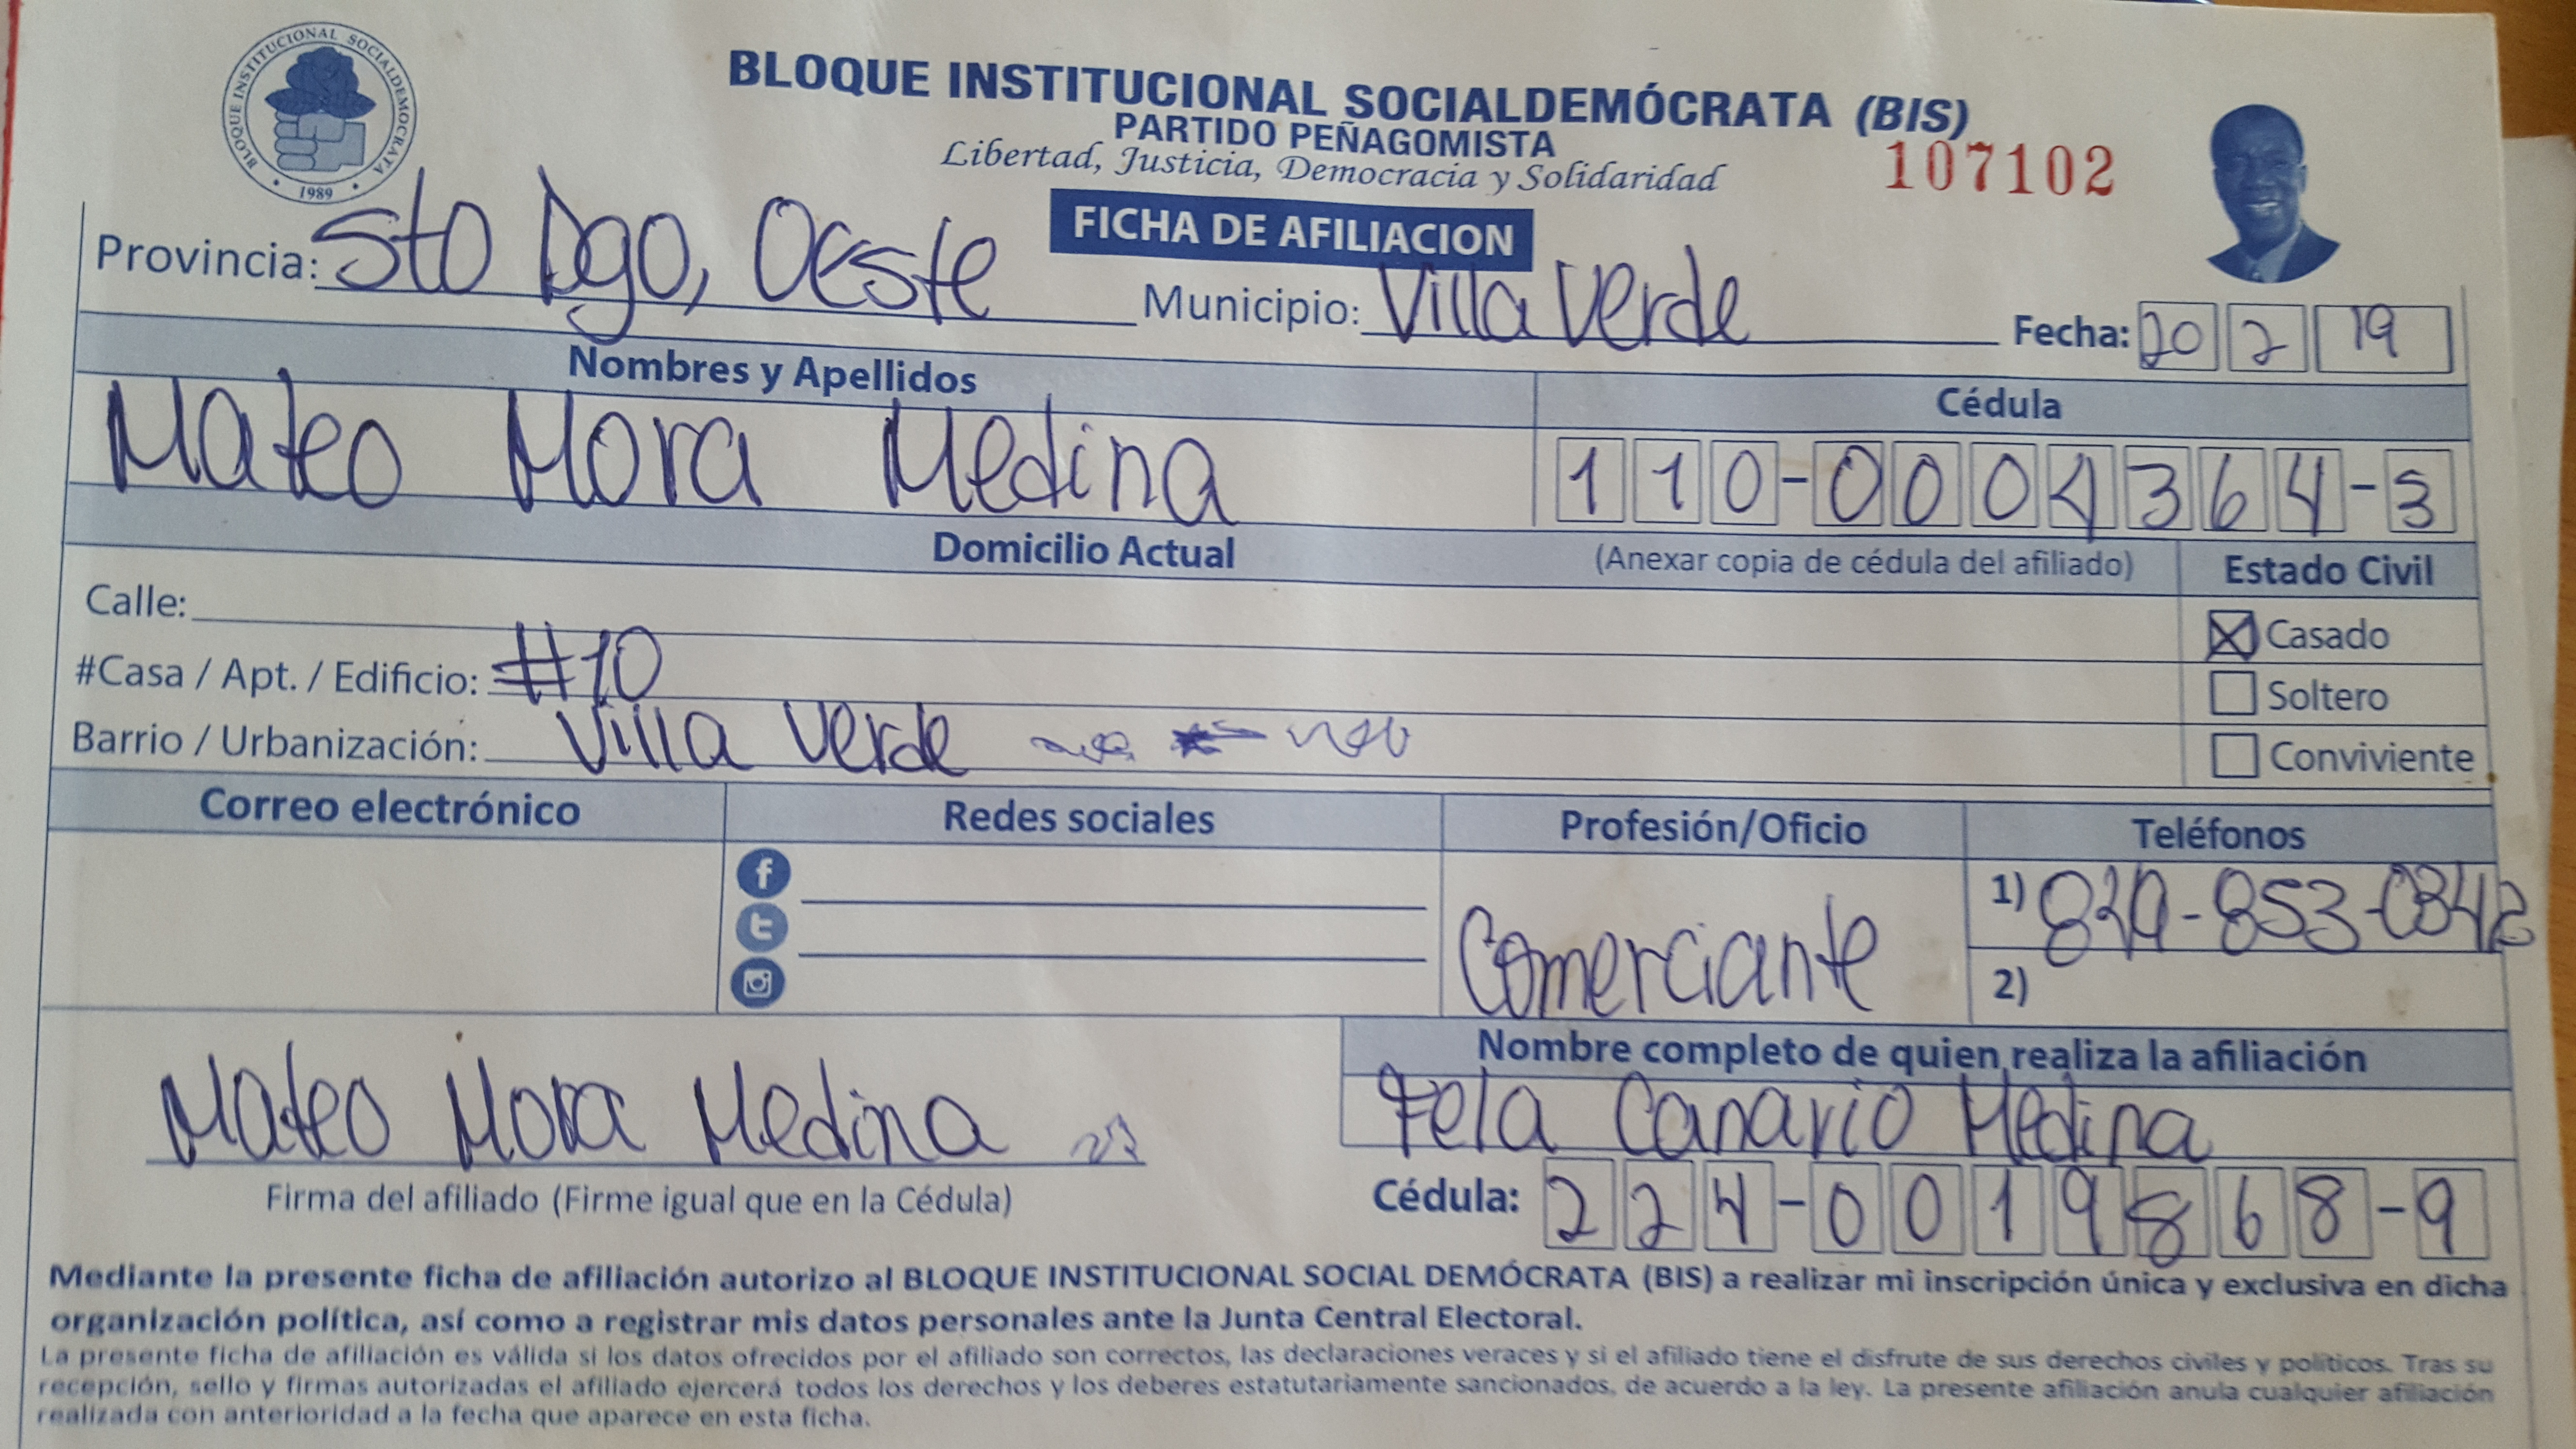 BLOQUE INSTITUCIONAL SOCIALDEMOCRATA
1989
BLOQUE INSTITUCIONAL SOCIALDEMÓCRATA (BIS)
PARTIDO PEÑAGOMISTA
Libertad, Justicia, Democracia y Solidaridad
107102
FICHA DE AFILIACION
Provincia: Sto Dgo, Oeste Municipio: Villa Verde Fecha: 20 2 19
Nombres y Apellidos Cédula
Mateo Mora Medina 110-0004364-3
Domicilio Actual (Anexar copia de cédula del afiliado) Estado Civil
Calle: Casado
#Casa / Apt. / Edificio: #10 Soltero
Barrio / Urbanización: Villa Verde Conviviente
Correo electrónico Redes sociales Profesión/Oficio Teléfonos
Comerciante
1) 829-853-0342
2)
Nombre completo de quien realiza la afiliación
Mateo Mora Medina Fela Canario Medina
Firma del afiliado (Firme igual que en la Cédula) Cédula: 224-0019868-9
Mediante la presente ficha de afiliación autorizo al BLOQUE INSTITUCIONAL SOCIAL DEMÓCRATA (BIS) a realizar mi inscripción única y exclusiva en dicha
organización política, así como a registrar mis datos personales ante la Junta Central Electoral.
La presente ficha de afiliación es válida si los datos ofrecidos por el afiliado son correctos, las declaraciones veraces y si el afiliado tiene el disfrute de sus derechos civiles y políticos. Tras su
recepción, sello y firmas autorizadas el afiliado ejercerá todos los derechos y los deberes estatutariamente sancionados, de acuerdo a la ley. La presente afiliación anula cualquier afiliación
realizada con anterioridad a la fecha que aparece en esta ficha.